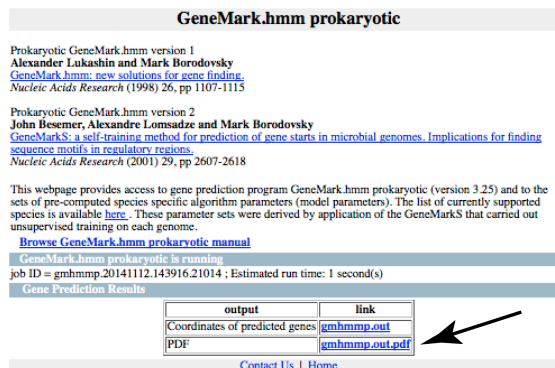 GeneMark.hmm prokaryotic
Prokaryotic GeneMark.hmm version 1
Alexander Lukashin and Mark Borodovsky
GeneMark.hmm: new solutions for gene finding.
Nucleic Acids Research (1998) 26, pp 1107-1115
Prokaryotic GeneMark.hmm version 2
John Besemer, Alexandre Lomsadze and Mark Borodovsky
GeneMarkS: a self-training method for prediction of gene starts in microbial genomes. Implications for finding
sequence motifs in regulatory regions.
Nucleic Acids Research (2001) 29, pp 2607-2618
This webpage provides access to gene prediction program GeneMark.hmm prokaryotic (version 3.25) and to the
sets of pre-computed species specific algorithm parameters (model parameters). The list of currently supported
species is available here . These parameter sets were derived by application of the GeneMarkS that carried out
unsupervised training on each genome.
Browse GeneMark.hmm prokaryotic manual
GeneMark.hmm prokaryotic is running
job ID = gmhmmp.20141112.143916.21014 ; Estimated run time: 1 second(s)
Gene Prediction Results
output link
Coordinates of predicted genes gmhmmp.out
PDF gmhmmp.out.pdf
Contact Us | Home